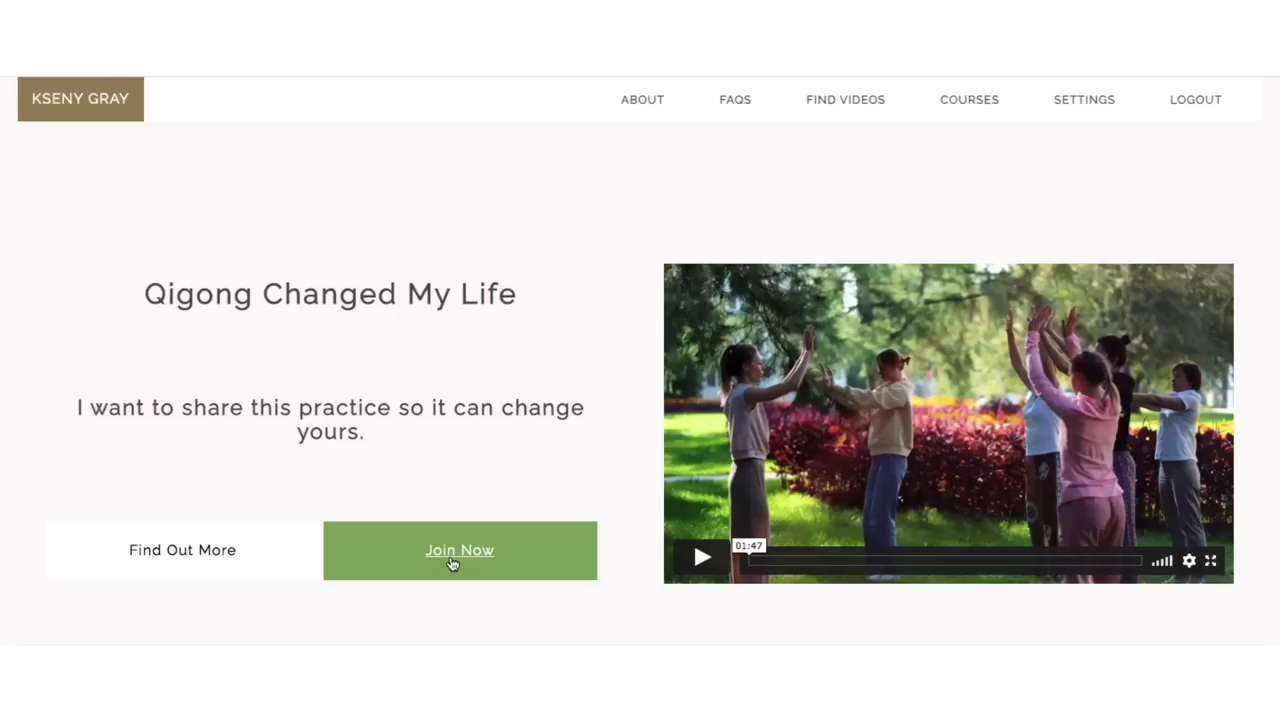 KSENY GRAY
ABOUT
FAQS
FIND VIDEOS
COURSES
SETTINGS
LOGOUT
Qigong Changed My Life
I want to share this practice so it can change
yours.
Find Out More
Join Now
01:47